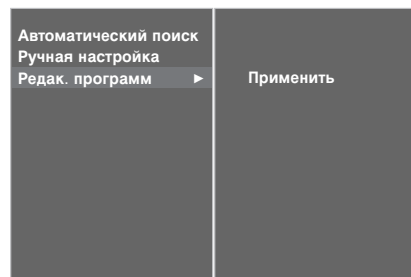 Автоматический поиск
Ручная настройка
Редак. программ ►
Применить